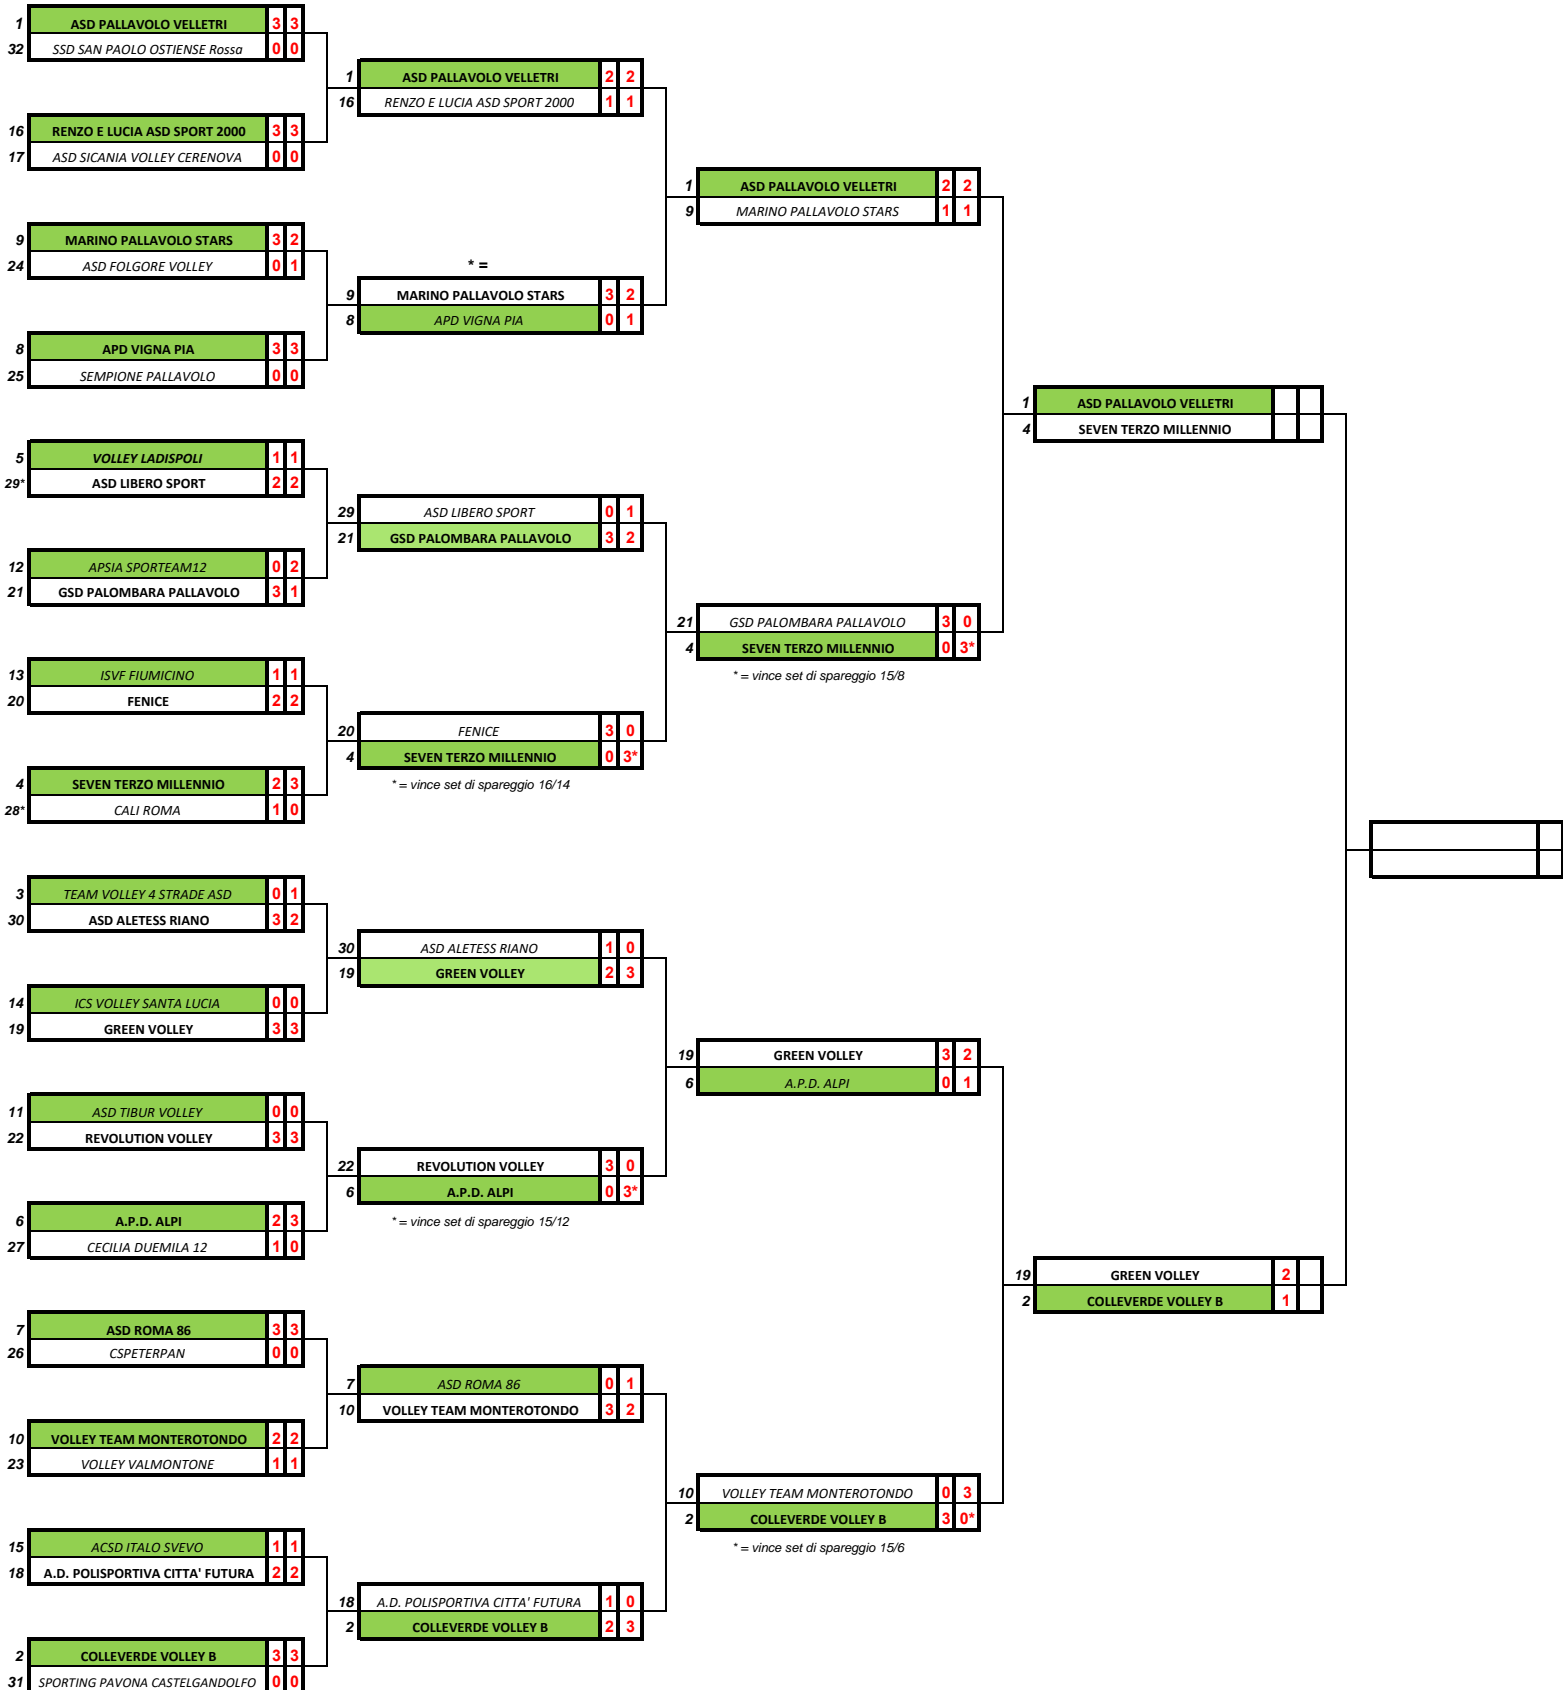 1 ASD PALLAVOLO VELLETRI 3 3
32 SSD SAN PAOLO OSTIENSE Rossa 0 0
16 RENZO E LUCIA ASD SPORT 2000 3 3
17 ASD SICANIA VOLLEY CERENOVA 0 0
9 MARINO PALLAVOLO STARS 3 2
24 ASD FOLGORE VOLLEY 0 1
8 APD VIGNA PIA 3 3
25 SEMPIONE PALLAVOLO 0 0
5 VOLLEY LADISPOLI 1 1
29* ASD LIBERO SPORT 2 2
12 APSIA SPORTEAM12 0 2
21 GSD PALOMBARA PALLAVOLO 3 1
13 ISVF FIUMICINO 1 1
20 FENICE 2 2
4 SEVEN TERZO MILLENNIO 2 3
28* CALI ROMA 1 0
3 TEAM VOLLEY 4 STRADE ASD 0 1
30 ASD ALETESS RIANO 3 2
14 ICS VOLLEY SANTA LUCIA 0 0
19 GREEN VOLLEY 3 3
11 ASD TIBUR VOLLEY 0 0
22 REVOLUTION VOLLEY 3 3
6 A.P.D. ALPI 2 3
27 CECILIA DUEMILA 12 1 0
7 ASD ROMA 86 3 3
26 CSPETERPAN 0 0
10 VOLLEY TEAM MONTEROTONDO 2 2
23 VOLLEY VALMONTONE 1 1
15 ACSD ITALO SVEVO 1 1
18 A.D. POLISPORTIVA CITTA' FUTURA 2 2
2 COLLEVERDE VOLLEY B 3 3
31 SPORTING PAVONA CASTELGANDOLFO 0 0
1 ASD PALLAVOLO VELLETRI 2 2
16 RENZO E LUCIA ASD SPORT 2000 1 1
* =
9 MARINO PALLAVOLO STARS 3 2
8 APD VIGNA PIA 0 1
29 ASD LIBERO SPORT 0 1
21 GSD PALOMBARA PALLAVOLO 3 2
20 FENICE 3 0
4 SEVEN TERZO MILLENNIO 0 3*
* = vince set di spareggio 16/14
30 ASD ALETESS RIANO 1 0
19 GREEN VOLLEY 2 3
22 REVOLUTION VOLLEY 3 0
6 A.P.D. ALPI 0 3*
* = vince set di spareggio 15/12
7 ASD ROMA 86 0 1
10 VOLLEY TEAM MONTEROTONDO 3 2
18 A.D. POLISPORTIVA CITTA' FUTURA 1 0
2 COLLEVERDE VOLLEY B 2 3
1 ASD PALLAVOLO VELLETRI 2 2
9 MARINO PALLAVOLO STARS 1 1
21 GSD PALOMBARA PALLAVOLO 3 0
4 SEVEN TERZO MILLENNIO 0 3*
* = vince set di spareggio 15/8
19 GREEN VOLLEY 3 2
6 A.P.D. ALPI 0 1
10 VOLLEY TEAM MONTEROTONDO 0 3
2 COLLEVERDE VOLLEY B 3 0*
* = vince set di spareggio 15/6
1 ASD PALLAVOLO VELLETRI
4 SEVEN TERZO MILLENNIO
19 GREEN VOLLEY 2
2 COLLEVERDE VOLLEY B 1